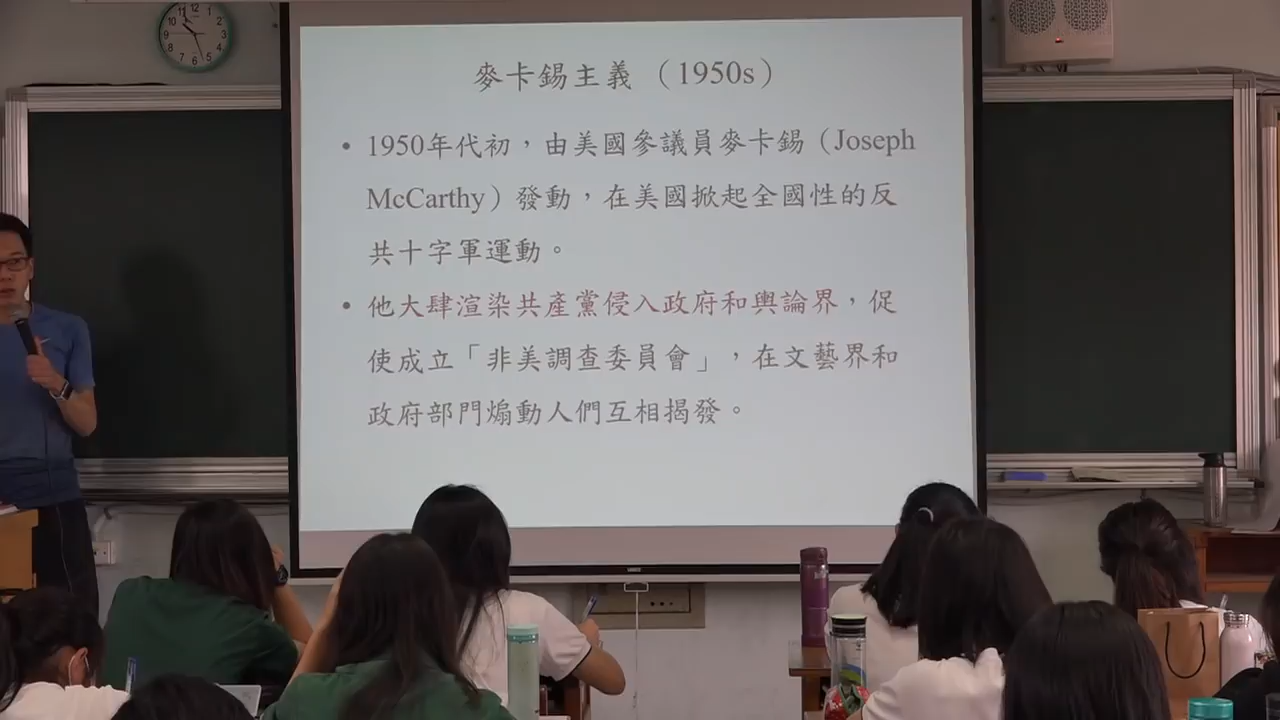 麥卡錫主義 （1950s）
• 1950年代初，由美國參議員麥卡錫（Joseph
McCarthy）發動，在美國掀起全國性的反
共十字軍運動。
• 他大肆渲染共產黨侵入政府和輿論界，促
使成立「非美調查委員會」，在文藝界和
政府部門煽動人們互相揭發。